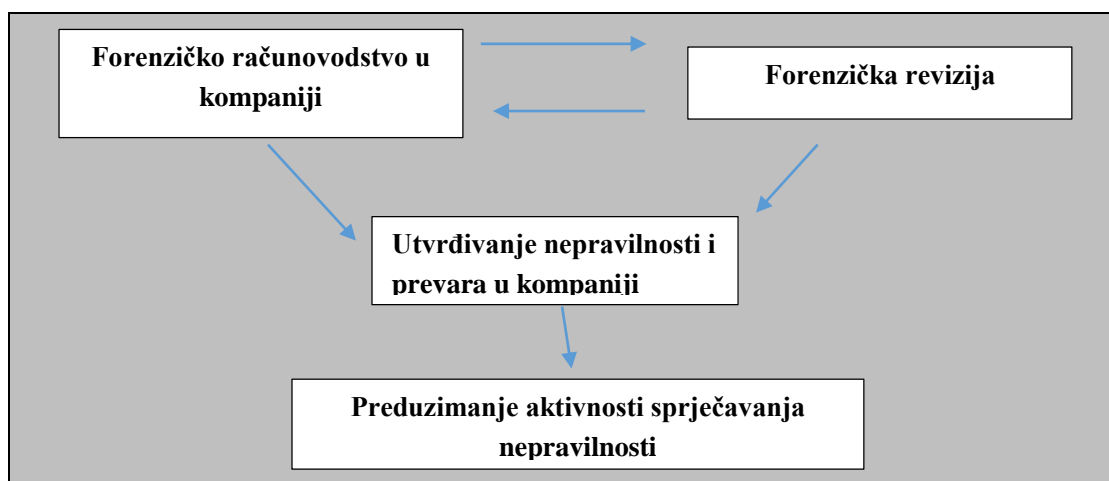 Forenzičko računovodstvo u
kompaniji
Forenzička revizija
Utvrđivanje nepravilnosti i
prevara u kompaniji
Preduzimanje aktivnosti sprječavanja
nepravilnosti